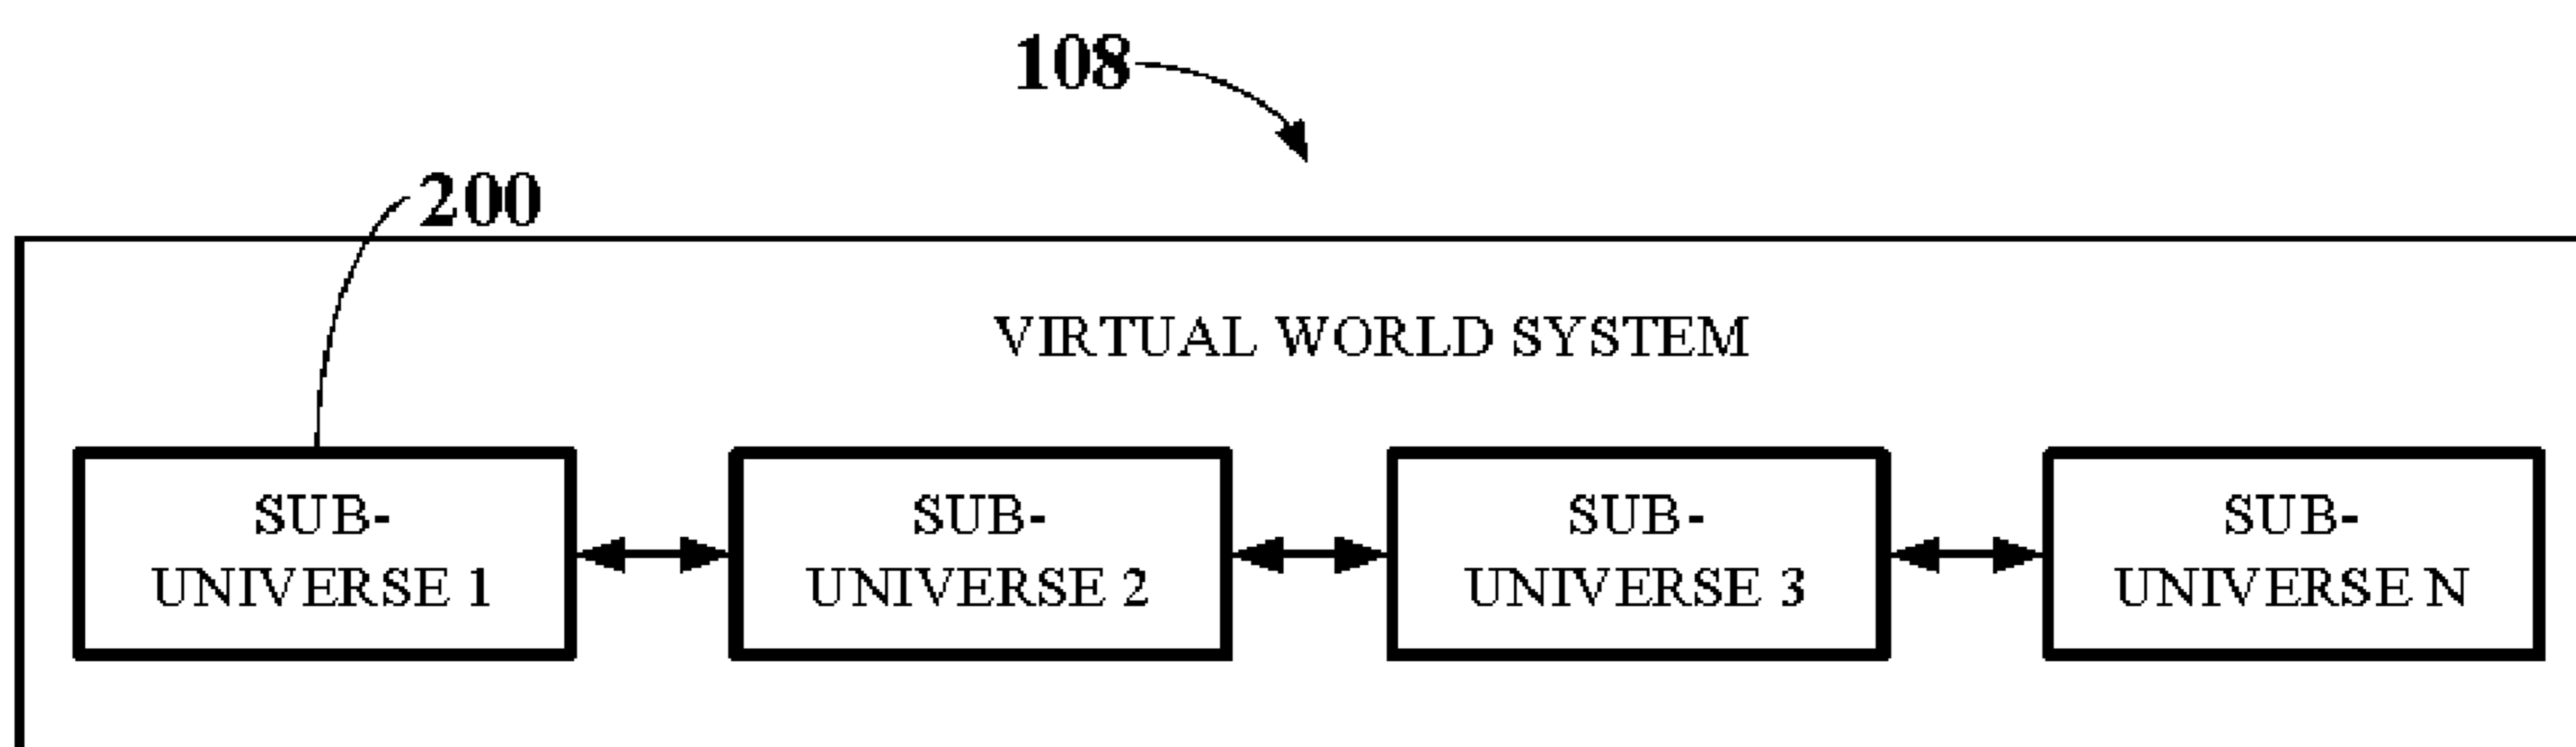 108
200
VIRTUAL WORLD SYSTEM
SUB-
UNIVERSE 1
SUB-
UNIVERSE 2
SUB-
UNIVERSE 3
SUB-
UNIVERSE N